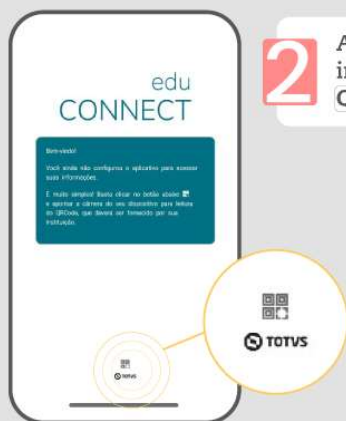 edu
CONNECT
Bem-vindo!
Você ainda não configurou o aplicativo para acessar
suas informações.
É muito simples! Basta clicar no botão abaixo
e apontar a câmera do seu dispositivo para leitura
do QRCode, que deverá ser fornecido por sua
instituição.
TOTVS
2
A
in
C
TOTVS